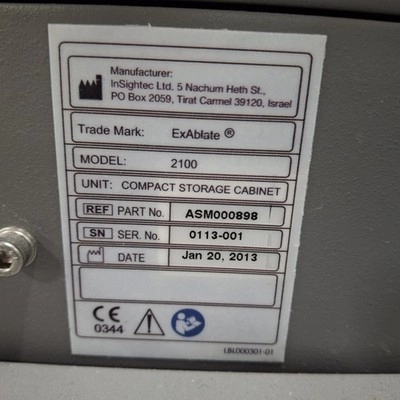 Manufacturer:
InSightec Ltd. 5 Nachum Heth St.,
PO Box 2059, Tirat Carmel 39120, Israel
Trade Mark: ExAblate ®
MODEL: 2100
UNIT: COMPACT STORAGE CABINET
REF PART No. ASM000898
SN SER. No. 0113-001
DATE Jan 20, 2013
CE
0344
LBL000301-01